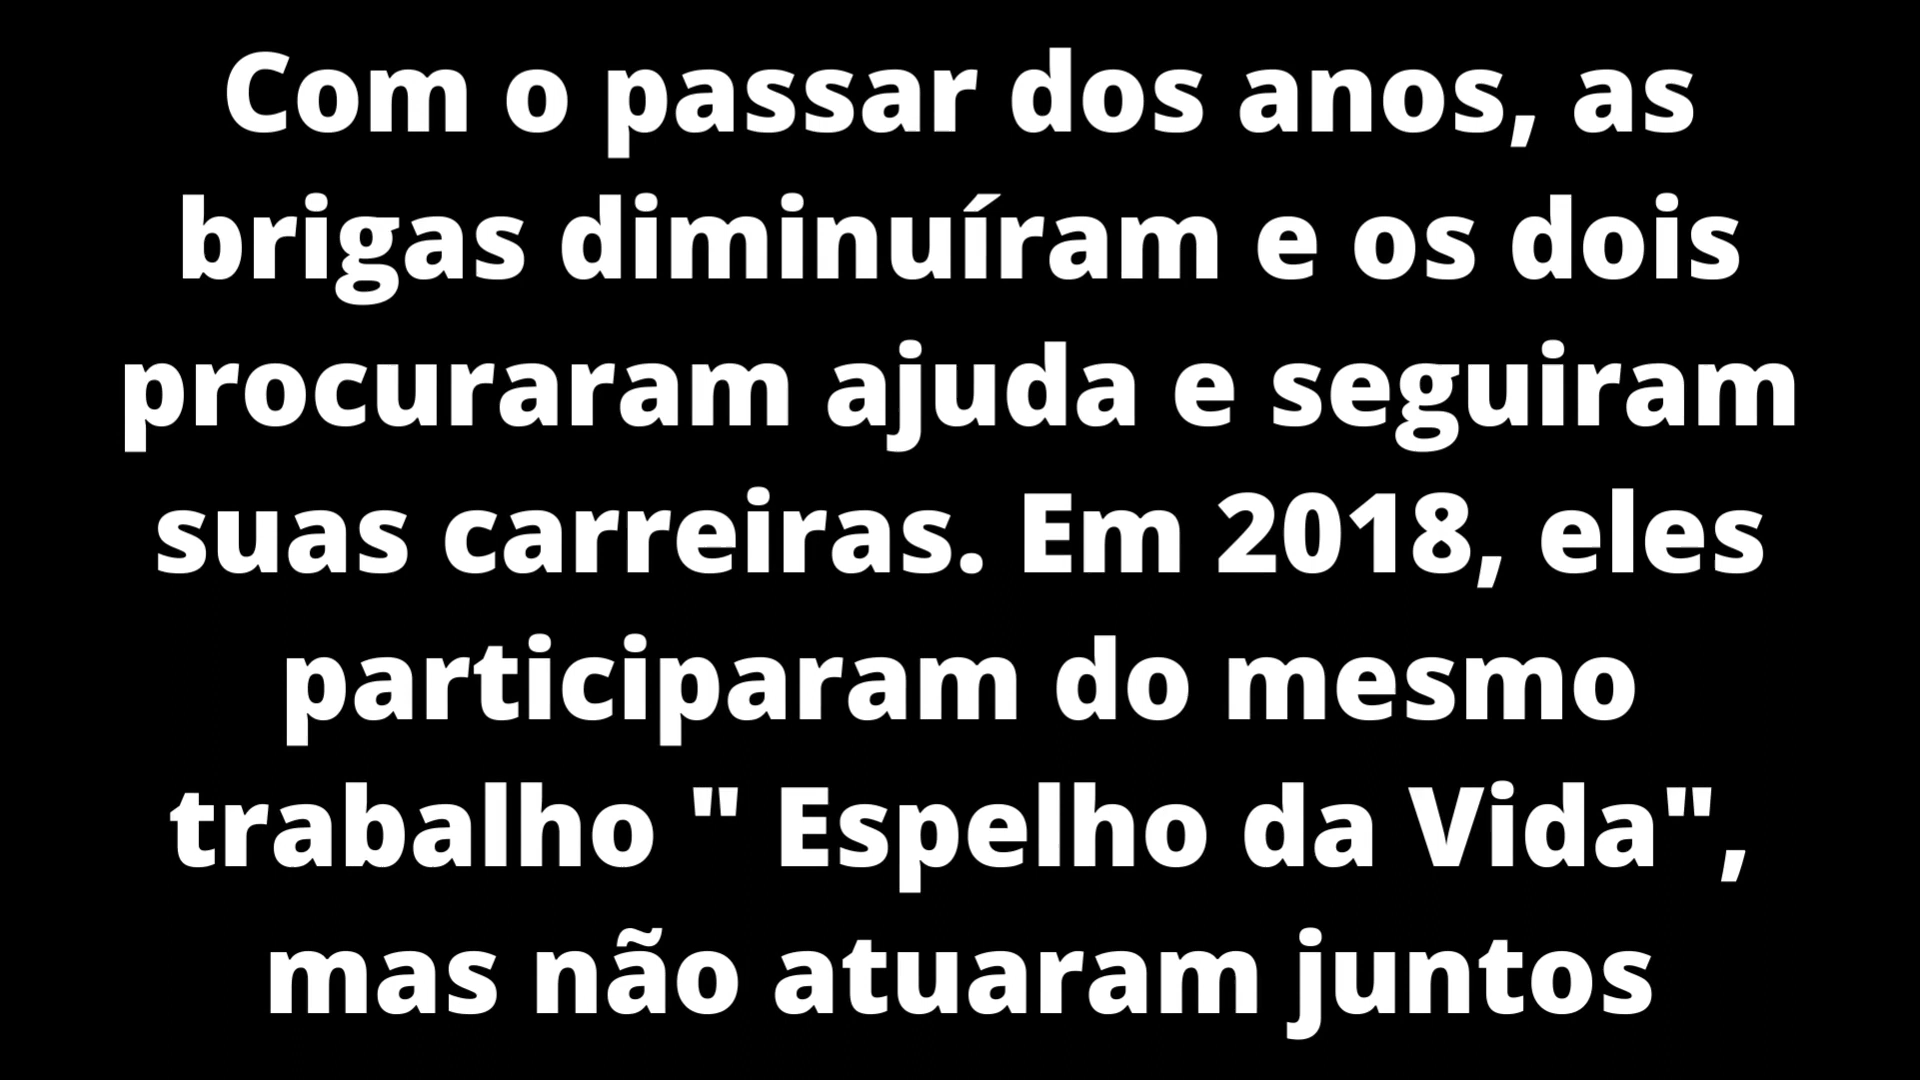 Com o passar dos anos, as
brigas diminuíram e os dois
procuraram ajuda e seguiram
suas carreiras. Em 2018, eles
participaram do mesmo
trabalho " Espelho da Vida",
mas não atuaram juntos